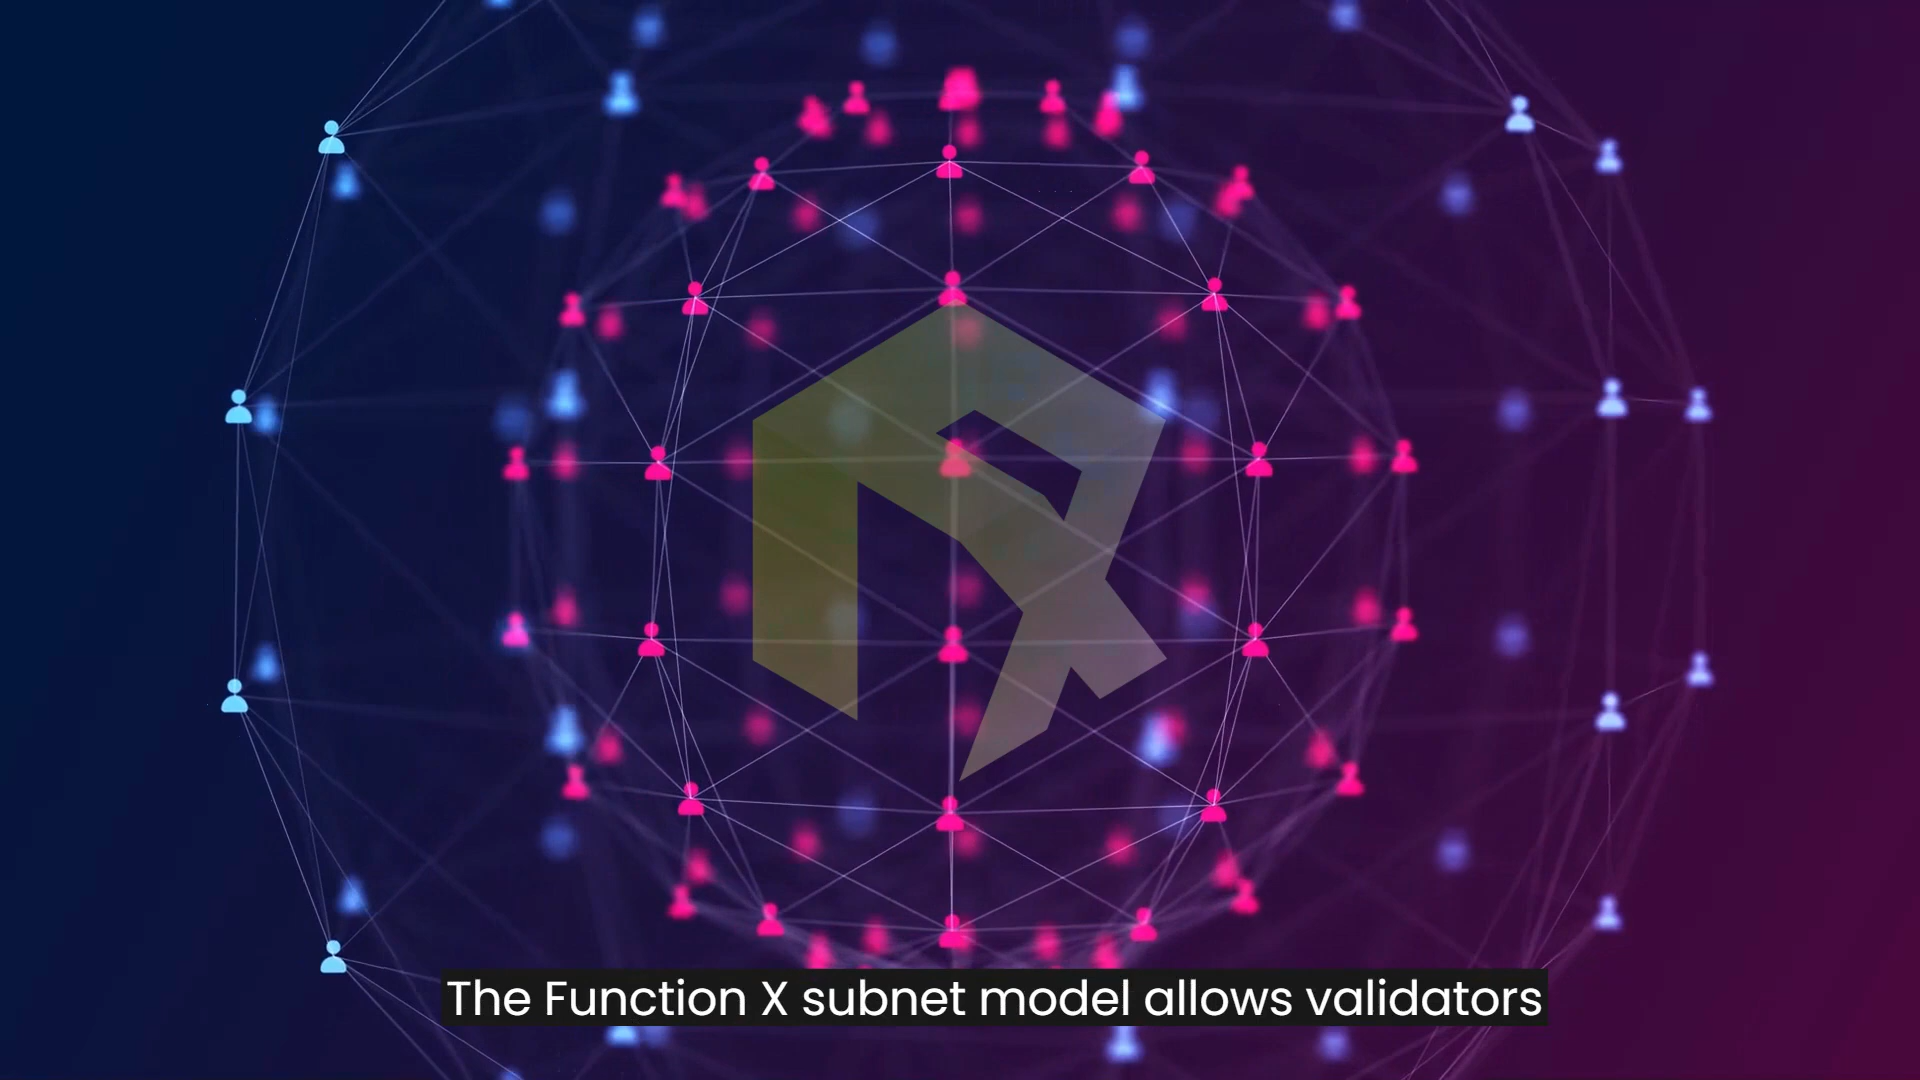 The Function X subnet model allows validators